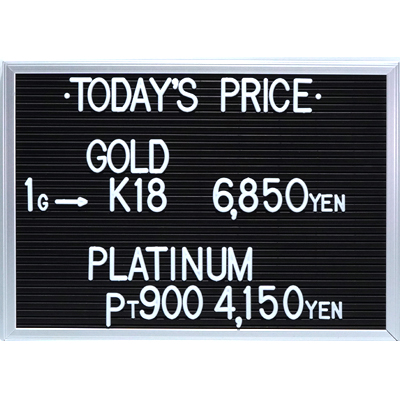 ·TODAY'S PRICE·
GOLD
1G→ K18 6,850YEN
PLATINUM
PT900 4,150YEN